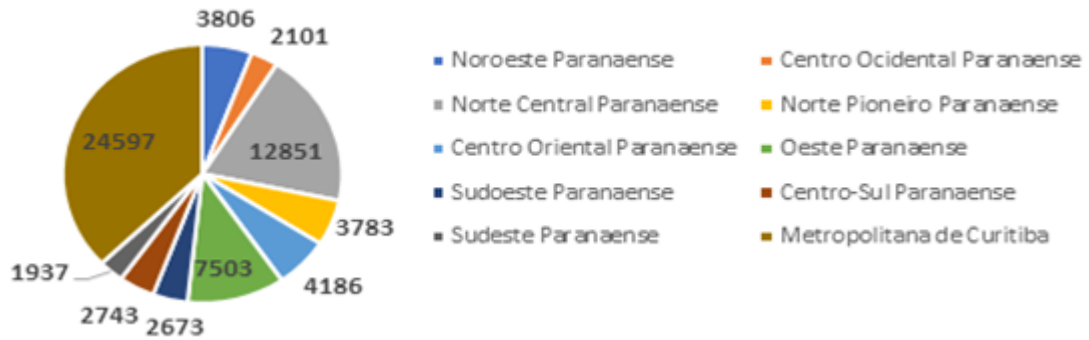 3806
2101
24597
12851
3783
7503
4186
1937
2743
2673
Noroeste Paranaense
Centro Ocidental Paranaense
Norte Central Paranaense
Norte Pioneiro Paranaense
Centro Oriental Paranaense
Oeste Paranaense
Sudoeste Paranaense
Centro-Sul Paranaense
Sudeste Paranaense
Metropolitana de Curitiba